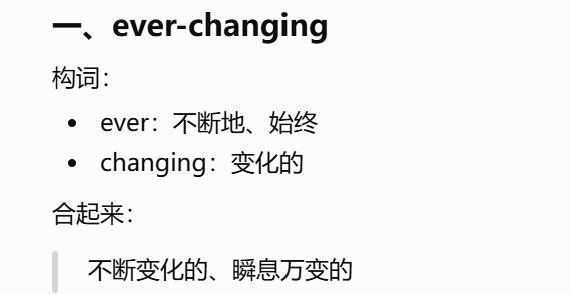 一、ever-changing
构词：
• ever：不断地、始终
• changing：变化的
合起来：
不断变化的、瞬息万变的